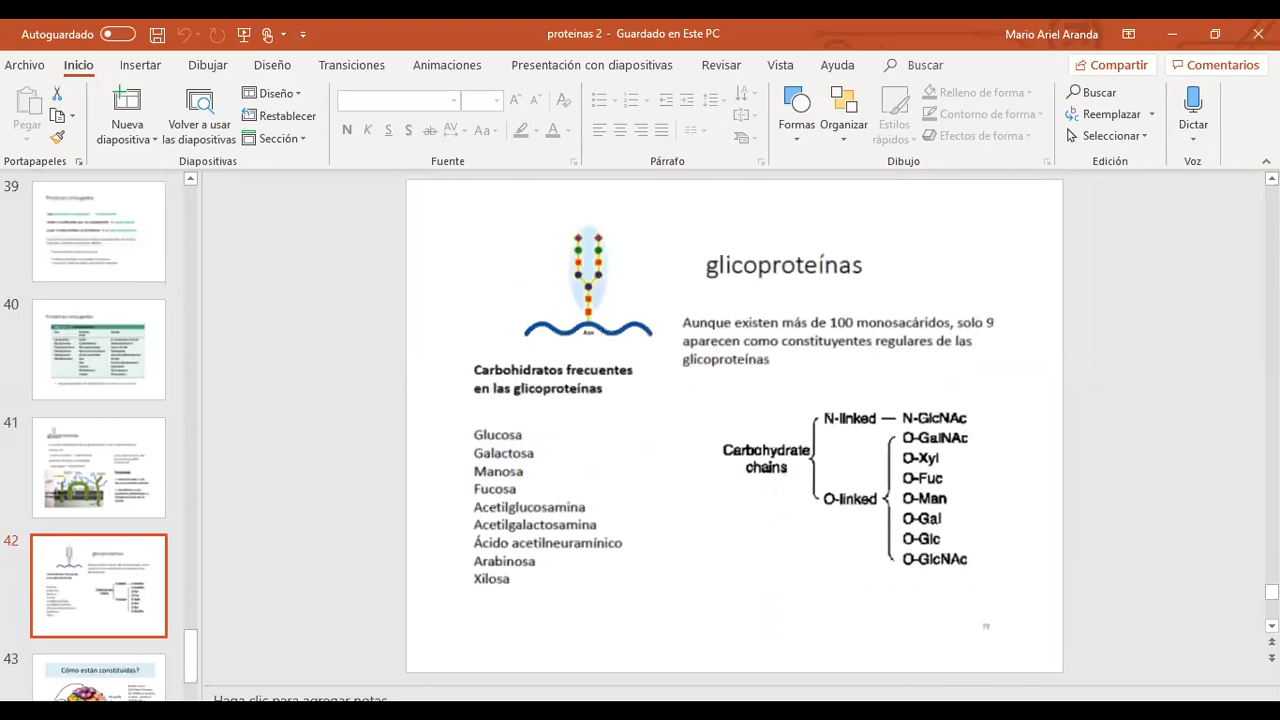 Autoguardado
proteinas 2 - Guardado en Este PC
Mario Ariel Aranda
Archivo
Inicio
Insertar
Dibujar
Diseño
Transiciones
Animaciones
Presentación con diapositivas
Revisar
Vista
Ayuda
Buscar
Compartir
Comentarios
Pegar
Nueva
diapositiva
Volver a usar
las diapositivas
Diseño
Restablecer
Sección
N K S S ab AV Aa
A
Formas
Organizar
Estilos
rápidos
Relleno de forma
Contorno de forma
Efectos de forma
Buscar
Reemplazar
Seleccionar
Dictar
Portapapeles
Diapositivas
Fuente
Párrafo
Dibujo
Edición
Voz
39
40
41
42
43
Cómo están constituidas?
glicoproteínas
Asn
Aunque existen más de 100 monosacáridos, solo 9
aparecen como constituyentes regulares de las
glicoproteínas
Carbohidratos frecuentes
en las glicoproteínas
Glucosa
Galactosa
Manosa
Fucosa
Acetilglucosamina
Acetilgalactosamina
Ácido acetilneuramínico
Arabinosa
Xilosa
Carbohydrate
chains
N-linked — N-GlcNAc
O-linked
O-GalNAc
O-Xyl
O-Fuc
O-Man
O-Gal
O-Glc
O-GlcNAc
Haga clic para agregar notas